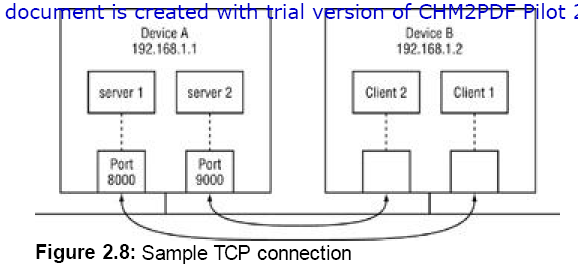 document is created with trial version of CHM2PDF Pilot 2
Device A
192.168.1.1
Device B
192.168.1.2
server 1
server 2
Client 2
Client 1
Port
8000
Port
9000
Figure 2.8: Sample TCP connection